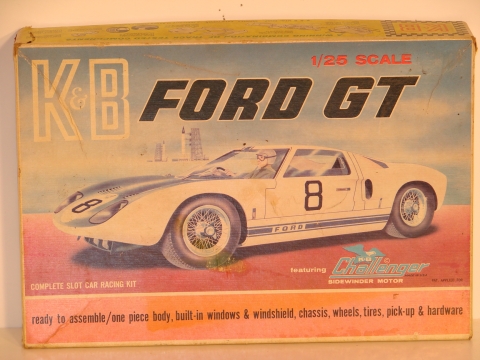 K&B
1/25 SCALE
FORD GT
8
8
FORD
featuring
K&B
Challenger
SIDEWINDER MOTOR
COMPLETE SLOT CAR RACING KIT
ready to assemble/one piece body, built-in windows & windshield, chassis, wheels, tires, pick-up & hardware